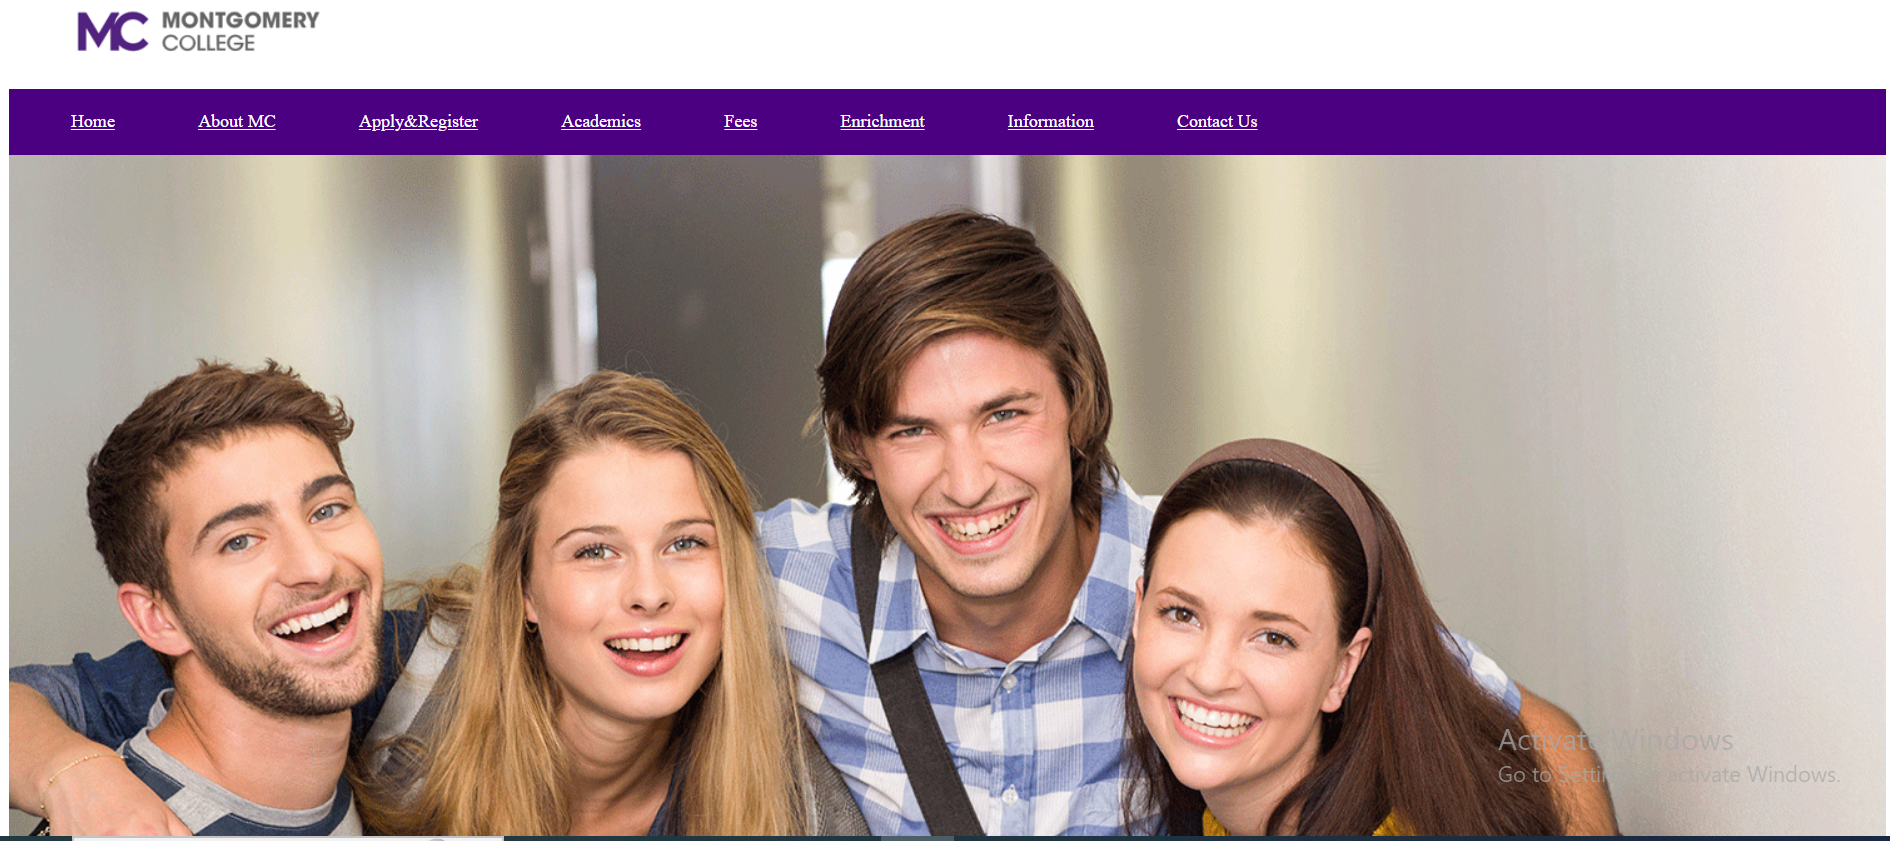 MC MONTGOMERY
COLLEGE
Home About MC Apply&Register Academics Fees Enrichment Information Contact Us
Activate Windows
Go to Settings to activate Windows.